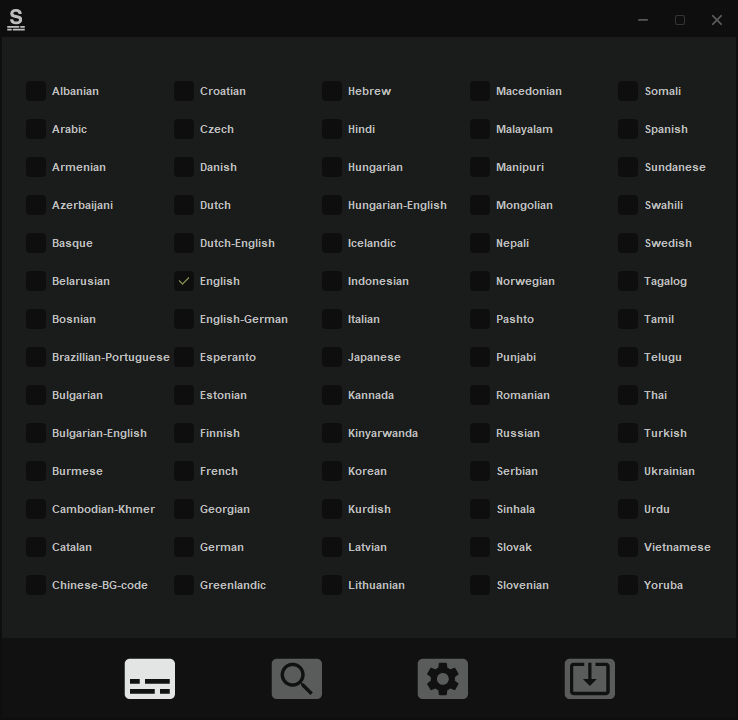 S
Albanian
Croatian
Hebrew
Macedonian
Somali
Arabic
Czech
Hindi
Malayalam
Spanish
Armenian
Danish
Hungarian
Manipuri
Sundanese
Azerbaijani
Dutch
Hungarian-English
Mongolian
Swahili
Basque
Dutch-English
Icelandic
Nepali
Swedish
Belarusian
English
Indonesian
Norwegian
Tagalog
Bosnian
English-German
Italian
Pashto
Tamil
Brazillian-Portuguese
Esperanto
Japanese
Punjabi
Telugu
Bulgarian
Estonian
Kannada
Romanian
Thai
Bulgarian-English
Finnish
Kinyarwanda
Russian
Turkish
Burmese
French
Korean
Serbian
Ukrainian
Cambodian-Khmer
Georgian
Kurdish
Sinhala
Urdu
Catalan
German
Latvian
Slovak
Vietnamese
Chinese-BG-code
Greenlandic
Lithuanian
Slovenian
Yoruba